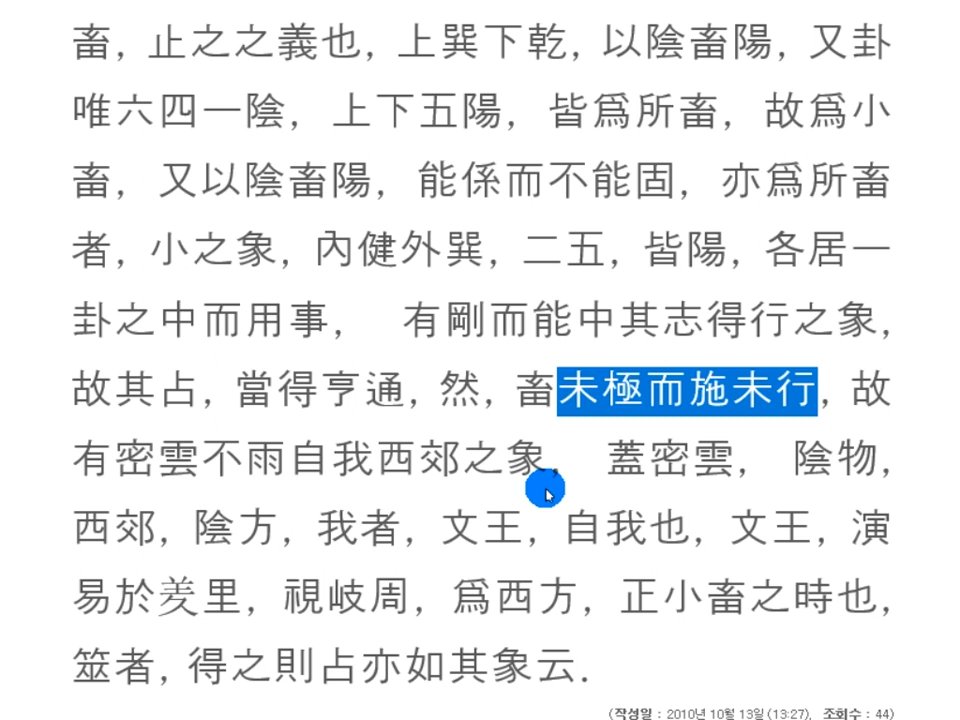 畜, 止之之義也, 上巽下乾, 以陰畜陽, 又卦
唯六四一陰, 上下五陽, 皆爲所畜, 故爲小
畜, 又以陰畜陽, 能係而不能固, 亦爲所畜
者, 小之象, 內健外巽, 二五, 皆陽, 各居一
卦之中而用事, 有剛而能中其志得行之象,
故其占, 當得亨通, 然, 畜未極而施未行, 故
有密雲不雨自我西郊之象, 蓋密雲, 陰物,
西郊, 陰方, 我者, 文王, 自我也, 文王, 演
易於羑里, 視岐周, 爲西方, 正小畜之時也,
筮者, 得之則占亦如其象云.
(작성일 : 2010년 10월 13일 (13:27), 조회수 : 44)